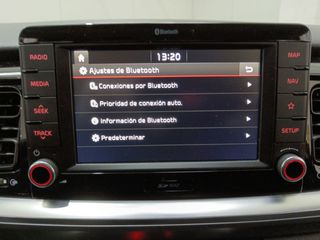 Bluetooth
13:20
RADIO
MAP
Ajustes de Bluetooth
MEDIA
Conexiones por Bluetooth
NAV
Prioridad de conexión auto.
SEEK
Información de Bluetooth
TRACK
SETUP
Predeterminar